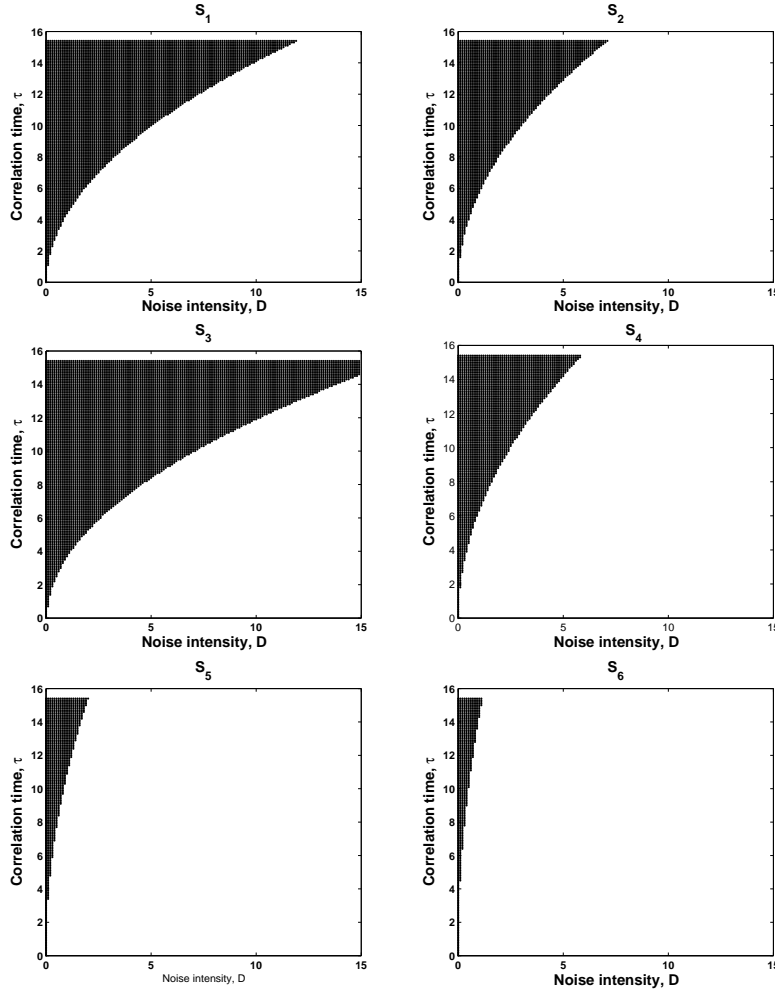 S1
16
14
12
10
8
6
4
2
0
Correlation time, τ
0 5 10 15
Noise intensity, D
S2
16
14
12
10
8
6
4
2
0
Correlation time, τ
0 5 10 15
Noise intensity, D
S3
16
14
12
10
8
6
4
2
0
Correlation time, τ
0 5 10 15
Noise intensity, D
S4
16
14
12
10
8
6
4
2
0
Correlation time, τ
0 5 10 15
Noise intensity, D
S5
16
14
12
10
8
6
4
2
0
Correlation time, τ
0 5 10 15
Noise intensity, D
S6
16
14
12
10
8
6
4
2
0
Correlation time, τ
0 5 10 15
Noise intensity, D